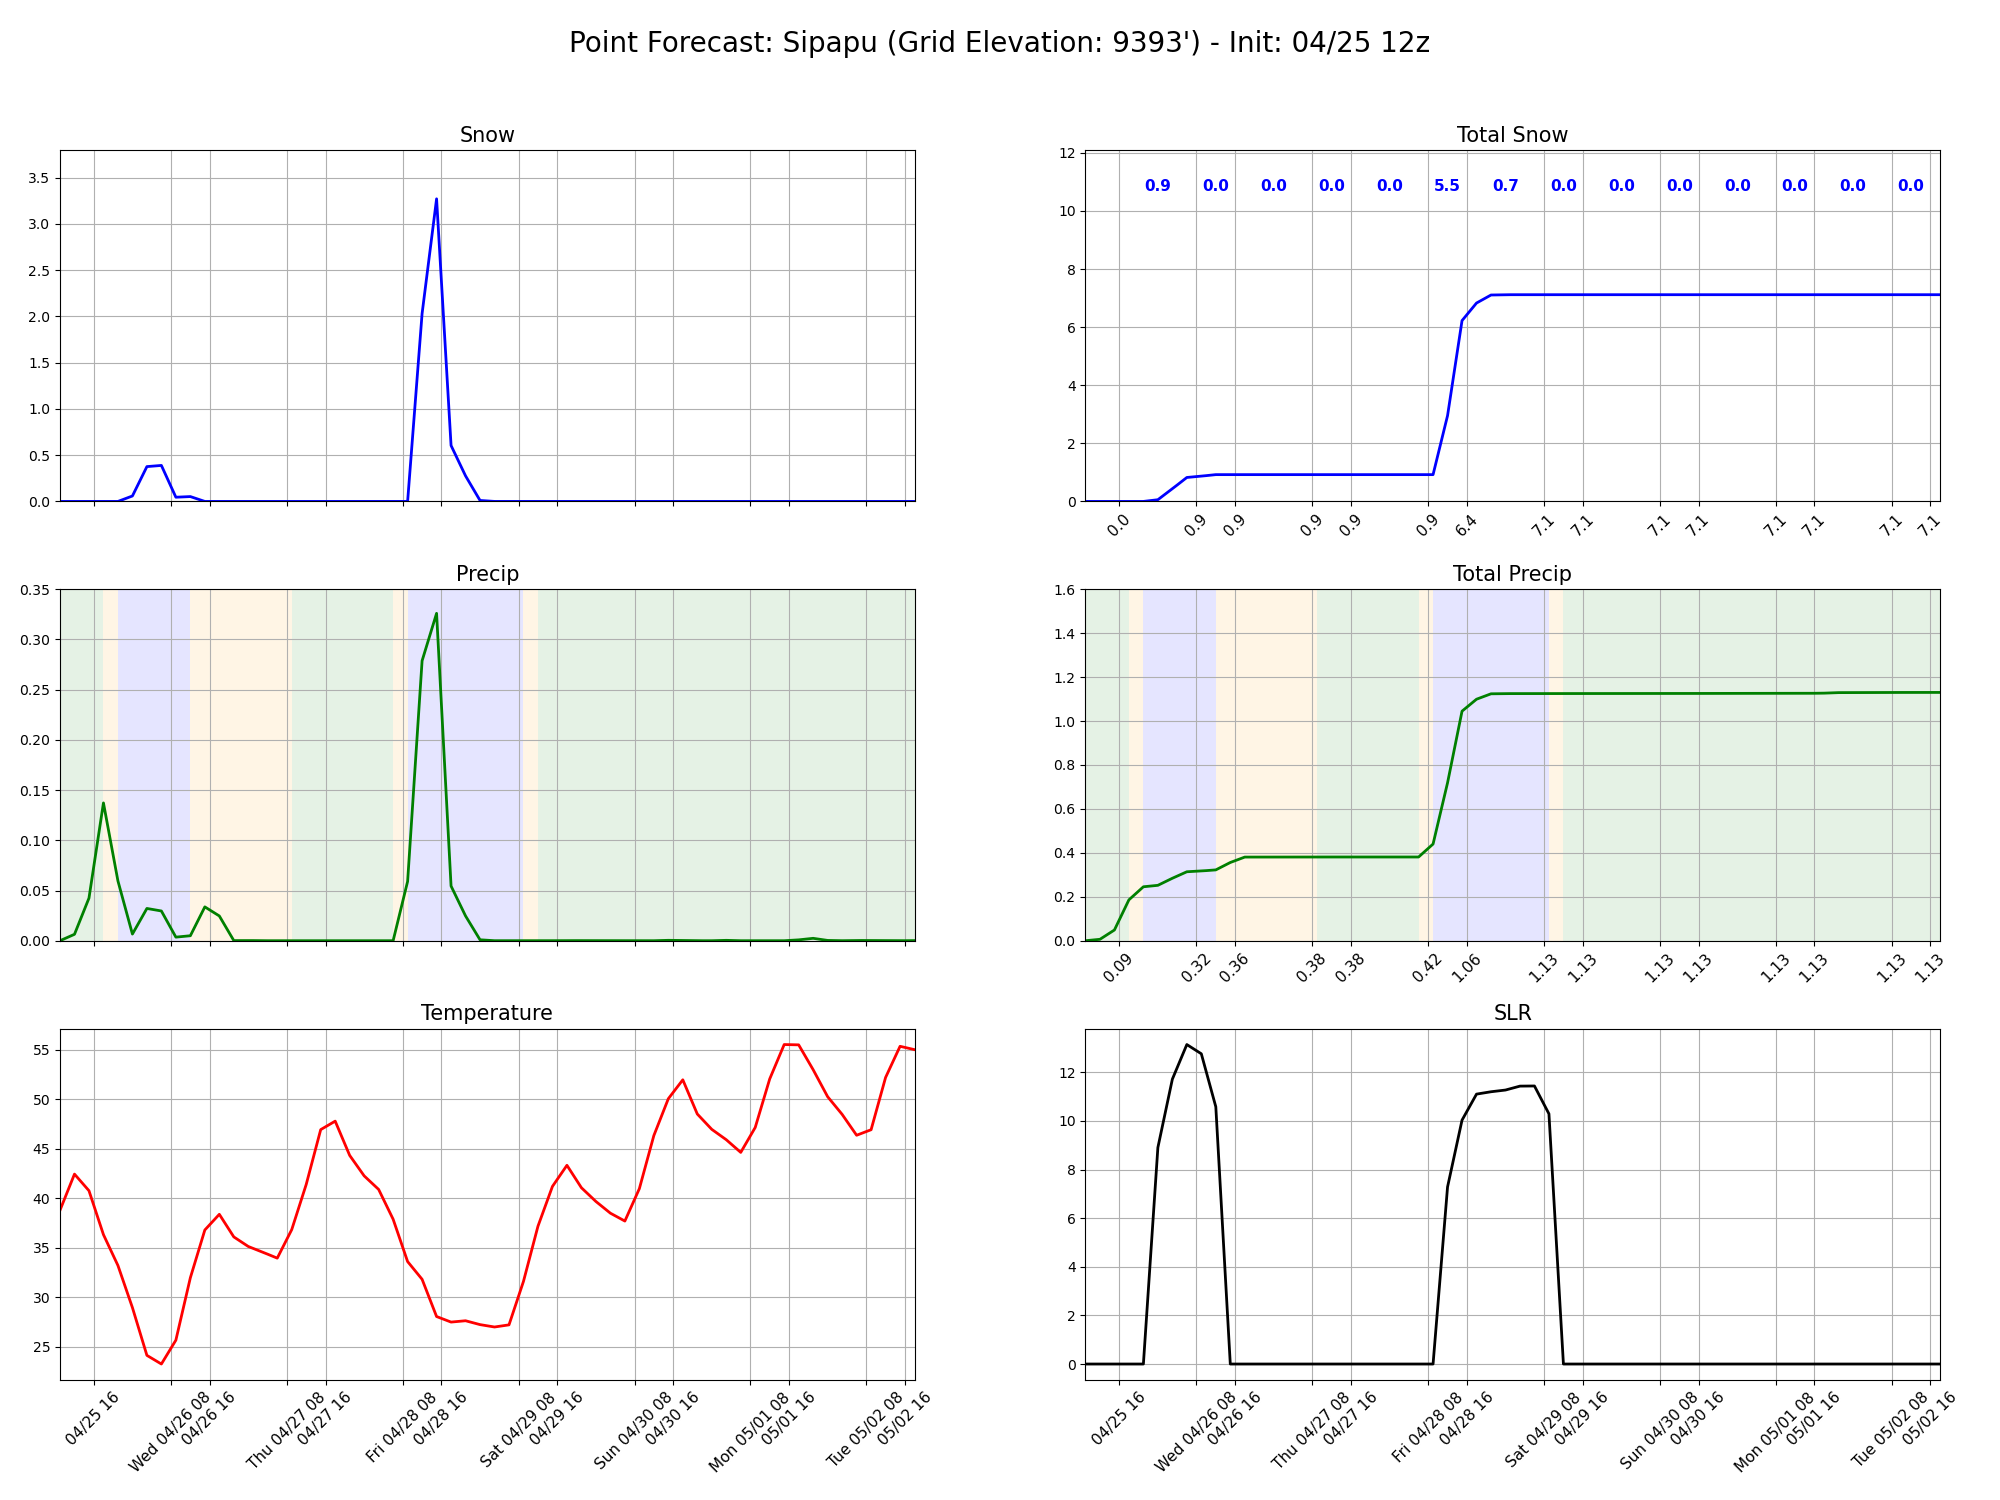 Point Forecast: Sipapu (Grid Elevation: 9393') - Init: 04/25 12z
Snow
3.5
3.0
2.5
2.0
1.5
1.0
0.5
0.0
Total Snow
12
10
8
6
4
2
0
0.9 0.0 0.0 0.0 0.0 5.5 0.7 0.0 0.0 0.0 0.0 0.0 0.0 0.0
0.0 0.9 0.9 0.9 0.9 0.9 6.4 7.1 7.1 7.1 7.1 7.1 7.1 7.1 7.1
Precip
0.35
0.30
0.25
0.20
0.15
0.10
0.05
0.00
Total Precip
1.6
1.4
1.2
1.0
0.8
0.6
0.4
0.2
0.0
0.09 0.32 0.36 0.38 0.38 0.42 1.06 1.13 1.13 1.13 1.13 1.13 1.13 1.13 1.13
Temperature
55
50
45
40
35
30
25
04/25 16
Wed 04/26 08
04/26 16
Thu 04/27 08
04/27 16
Fri 04/28 08
04/28 16
Sat 04/29 08
04/29 16
Sun 04/30 08
04/30 16
Mon 05/01 08
05/01 16
Tue 05/02 08
05/02 16
SLR
12
10
8
6
4
2
0
04/25 16
Wed 04/26 08
04/26 16
Thu 04/27 08
04/27 16
Fri 04/28 08
04/28 16
Sat 04/29 08
04/29 16
Sun 04/30 08
04/30 16
Mon 05/01 08
05/01 16
Tue 05/02 08
05/02 16